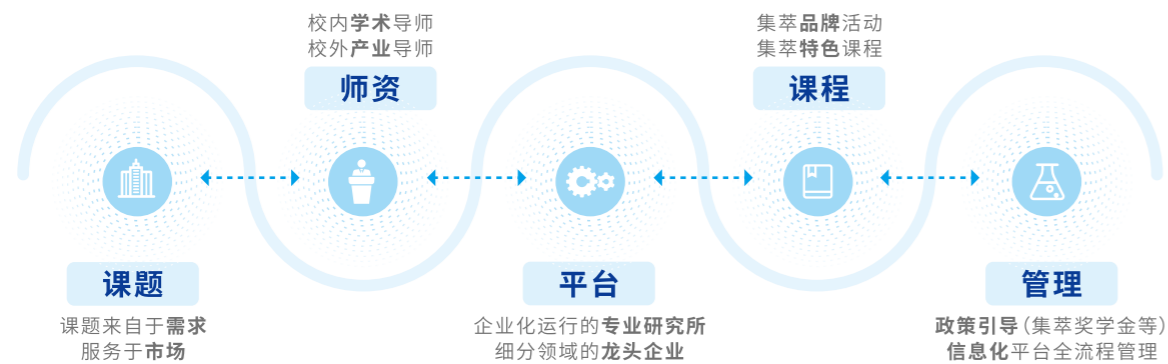 校内学术导师
校外产业导师
师资
集萃品牌活动
集萃特色课程
课程
课题
课题来自于需求
服务于市场
平台
企业化运行的专业研究所
细分领域的龙头企业
管理
政策引导(集萃奖学金等)
信息化平台全流程管理